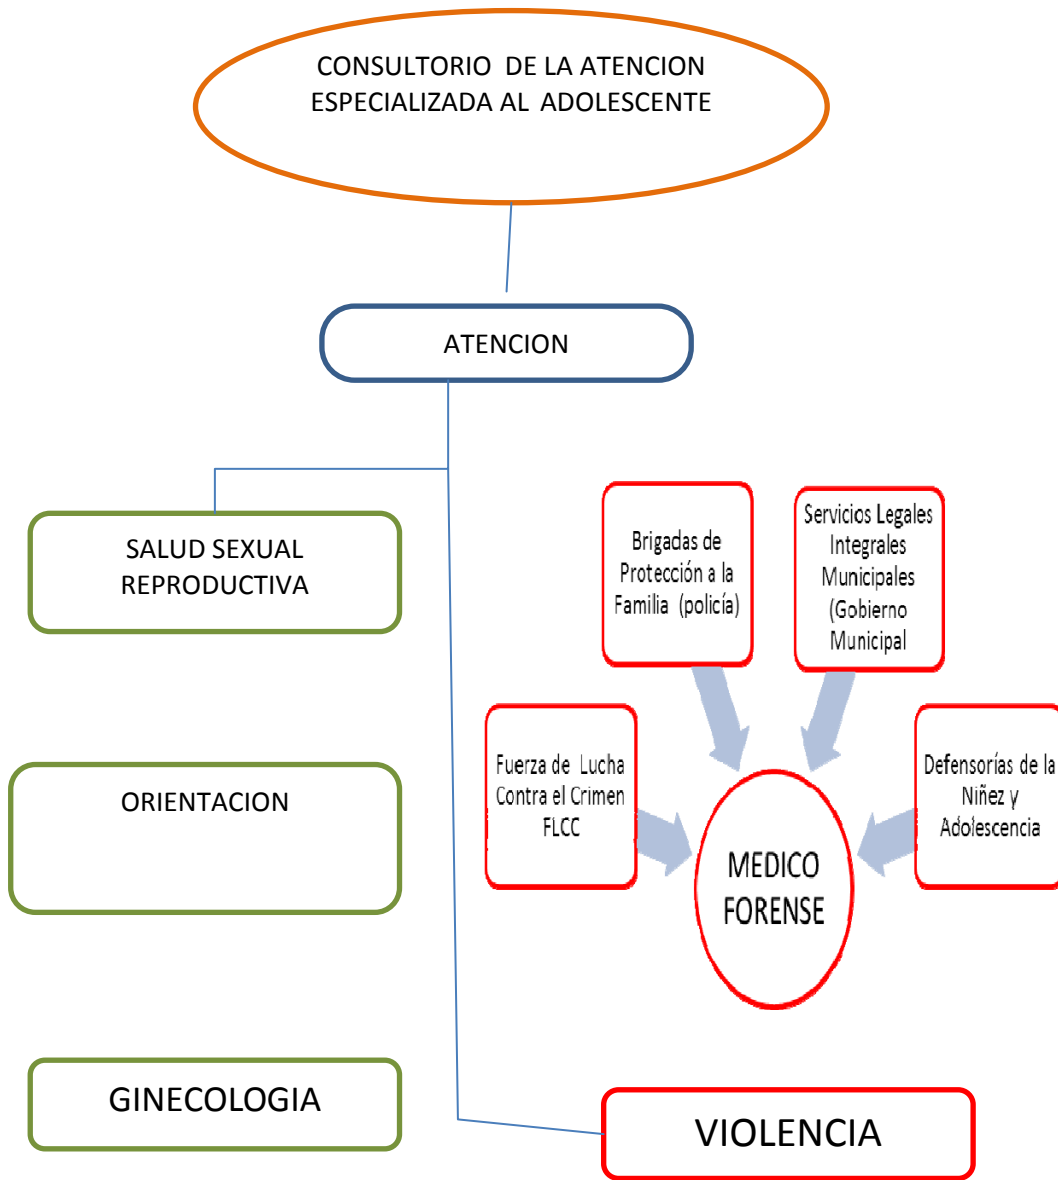 CONSULTORIO DE LA ATENCION
ESPECIALIZADA AL ADOLESCENTE
ATENCION
SALUD SEXUAL
REPRODUCTIVA
ORIENTACION
GINECOLOGIA
Brigadas de
Protección a la
Familia (policía)
Servicios Legales
Integrales
Municipales
(Gobierno
Municipal
Fuerza de Lucha
Contra el Crimen
FLCC
Defensorías de la
Niñez y
Adolescencia
MEDICO
FORENSE
VIOLENCIA